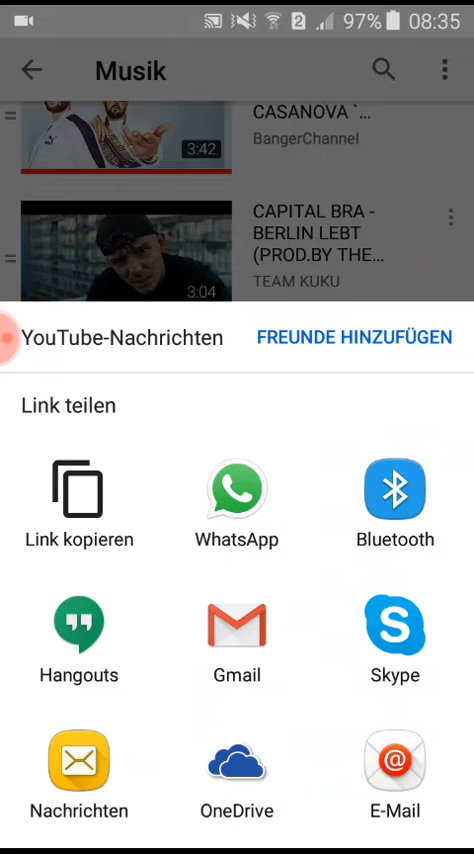 2 97% 08:35
Musik
3:42
CASANOVA `...
BangerChannel
3:04
CAPITAL BRA -
BERLIN LEBT
(PROD.BY THE...
TEAM KUKU
YouTube-Nachrichten FREUNDE HINZUFÜGEN
Link teilen
Link kopieren WhatsApp Bluetooth
Hangouts Gmail Skype
Nachrichten OneDrive E-Mail